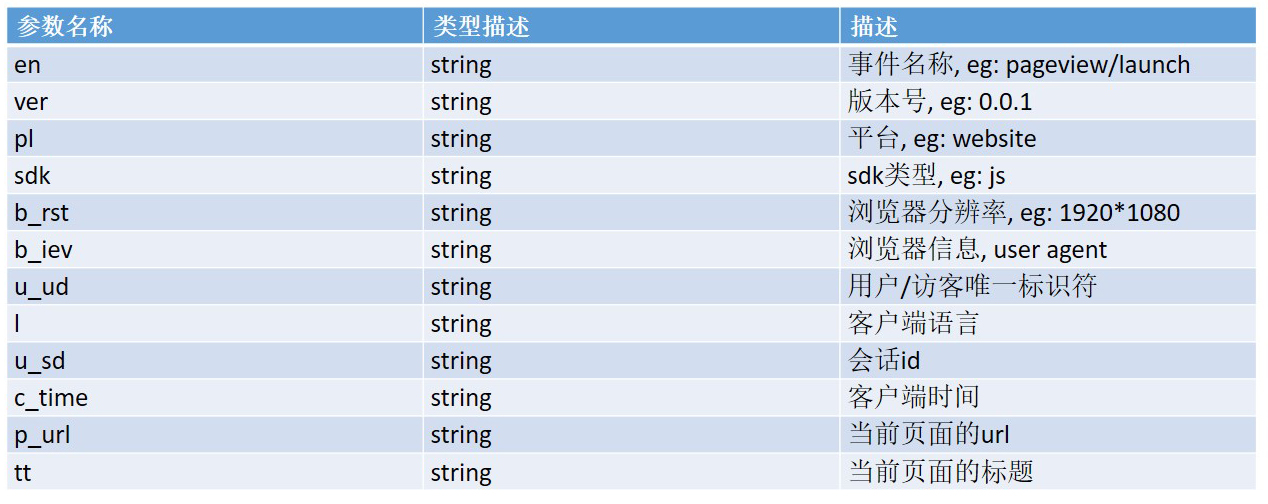 参数名称 类型描述 描述
en string 事件名称, eg: pageview/launch
ver string 版本号, eg: 0.0.1
pl string 平台, eg: website
sdk string sdk类型, eg: js
b_rst string 浏览器分辨率, eg: 1920*1080
b_iev string 浏览器信息, user agent
u_ud string 用户/访客唯一标识符
l string 客户端语言
u_sd string 会话id
c_time string 客户端时间
p_url string 当前页面的url
tt string 当前页面的标题